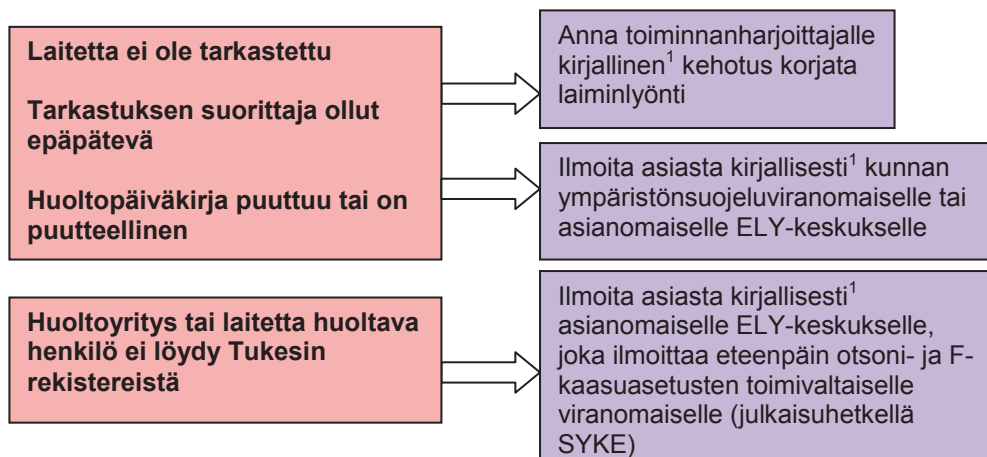 Laitetta ei ole tarkastettu
Tarkastuksen suorittaja ollut
epäpätevä
Huoltopäiväkirja puuttuu tai on
puutteellinen
Anna toiminnanharjoittajalle
kirjallinen¹ kehotus korjata
laiminlyönti
Ilmoita asiasta kirjallisesti¹ kunnan
ympäristönsuojeluviranomaiselle tai
asianomaiselle ELY-keskukselle
Huoltoyritys tai laitetta huoltava
henkilö ei löydy Tukesin
rekistereistä
Ilmoita asiasta kirjallisesti¹
asianomaiselle ELY-keskukselle,
joka ilmoittaa eteenpäin otsoni- ja F-
kaasuasetusten toimivaltaiselle
viranomaiselle (julkaisuhetkellä
SYKE)